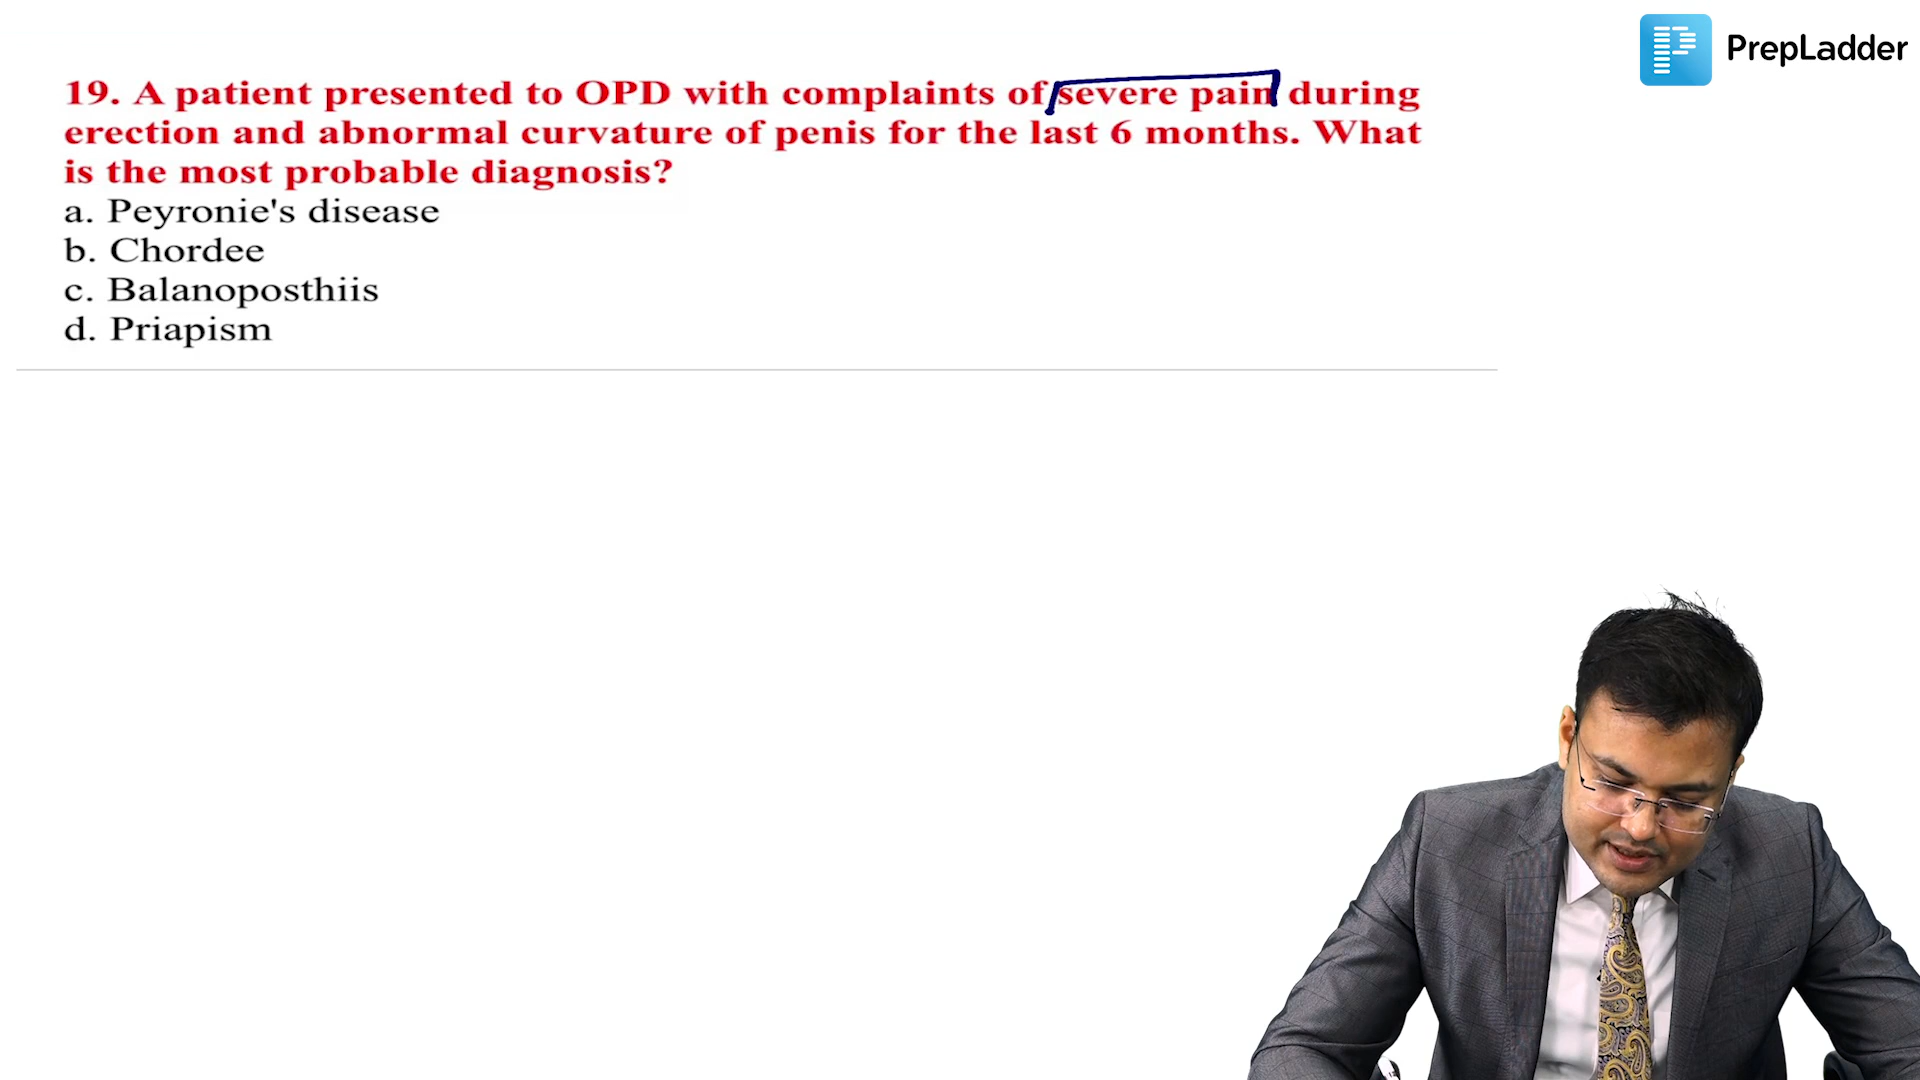 PrepLadder
19. A patient presented to OPD with complaints of severe pain during
erection and abnormal curvature of penis for the last 6 months. What
is the most probable diagnosis?
a. Peyronie's disease
b. Chordee
c. Balanoposthiis
d. Priapism